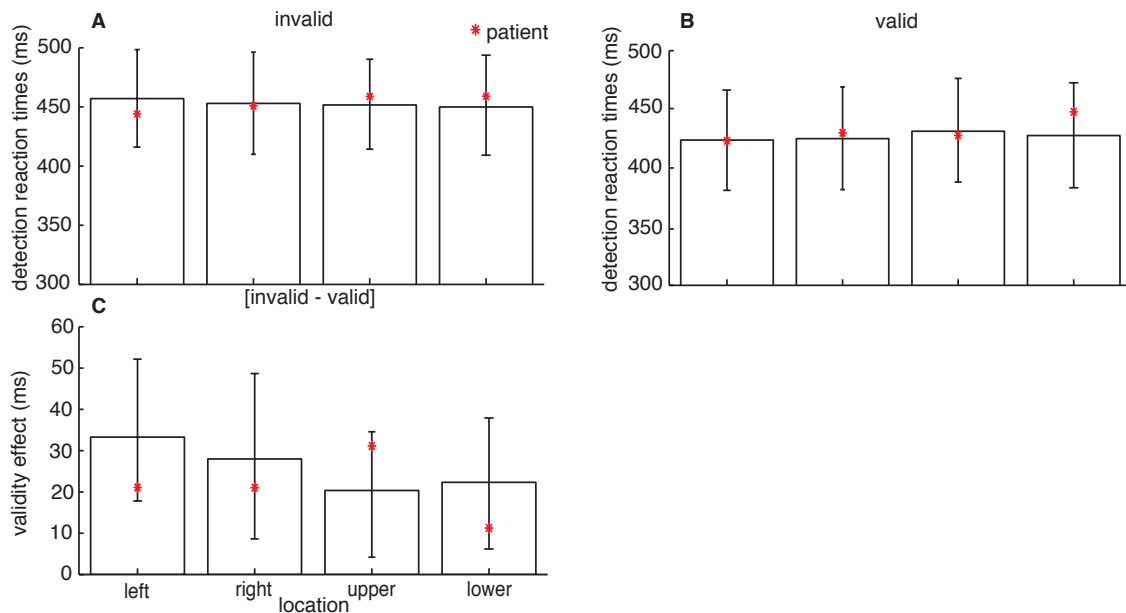 A
invalid
* patient
detection reaction times (ms)
500
450
400
350
300
B
valid
detection reaction times (ms)
500
450
400
350
300
C
[invalid - valid]
validity effect (ms)
60
50
40
30
20
10
0
left
right
upper
lower
location